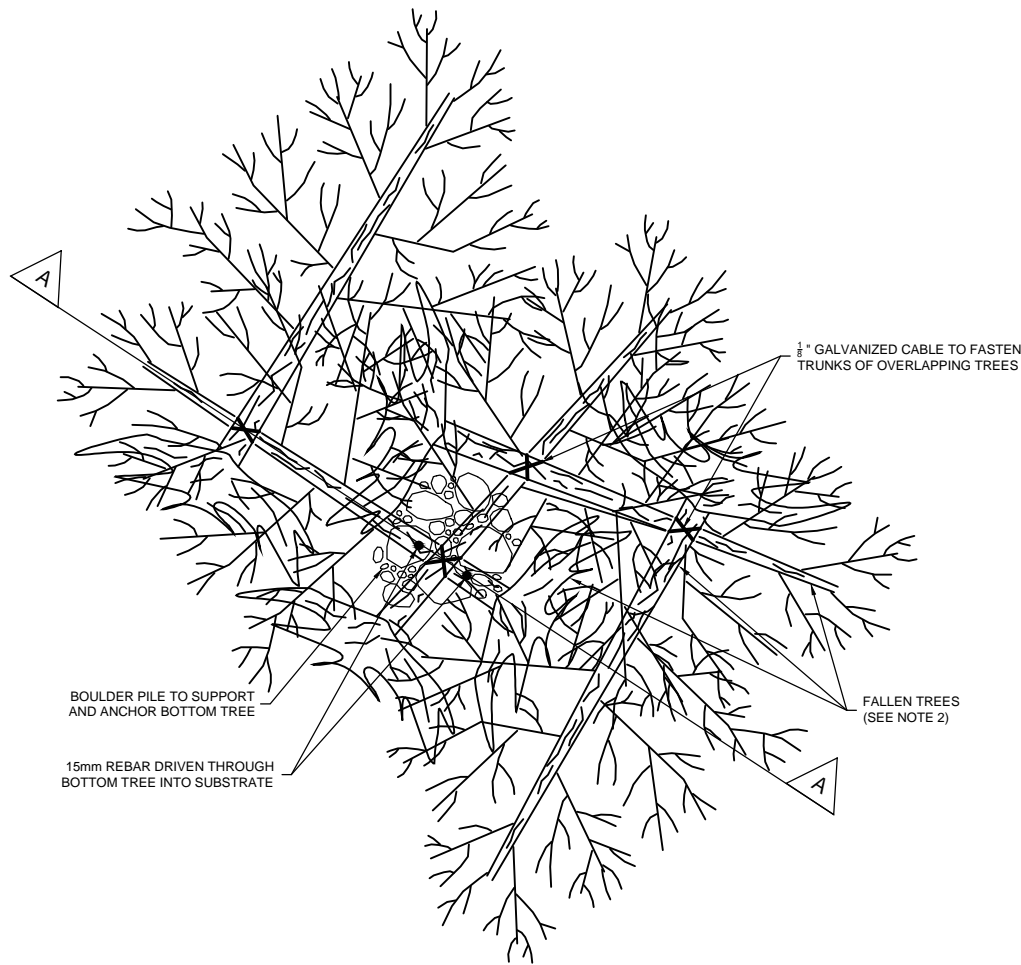 A
⅛" GALVANIZED CABLE TO FASTEN
TRUNKS OF OVERLAPPING TREES
BOULDER PILE TO SUPPORT
AND ANCHOR BOTTOM TREE
FALLEN TREES
(SEE NOTE 2)
15mm REBAR DRIVEN THROUGH
BOTTOM TREE INTO SUBSTRATE
A